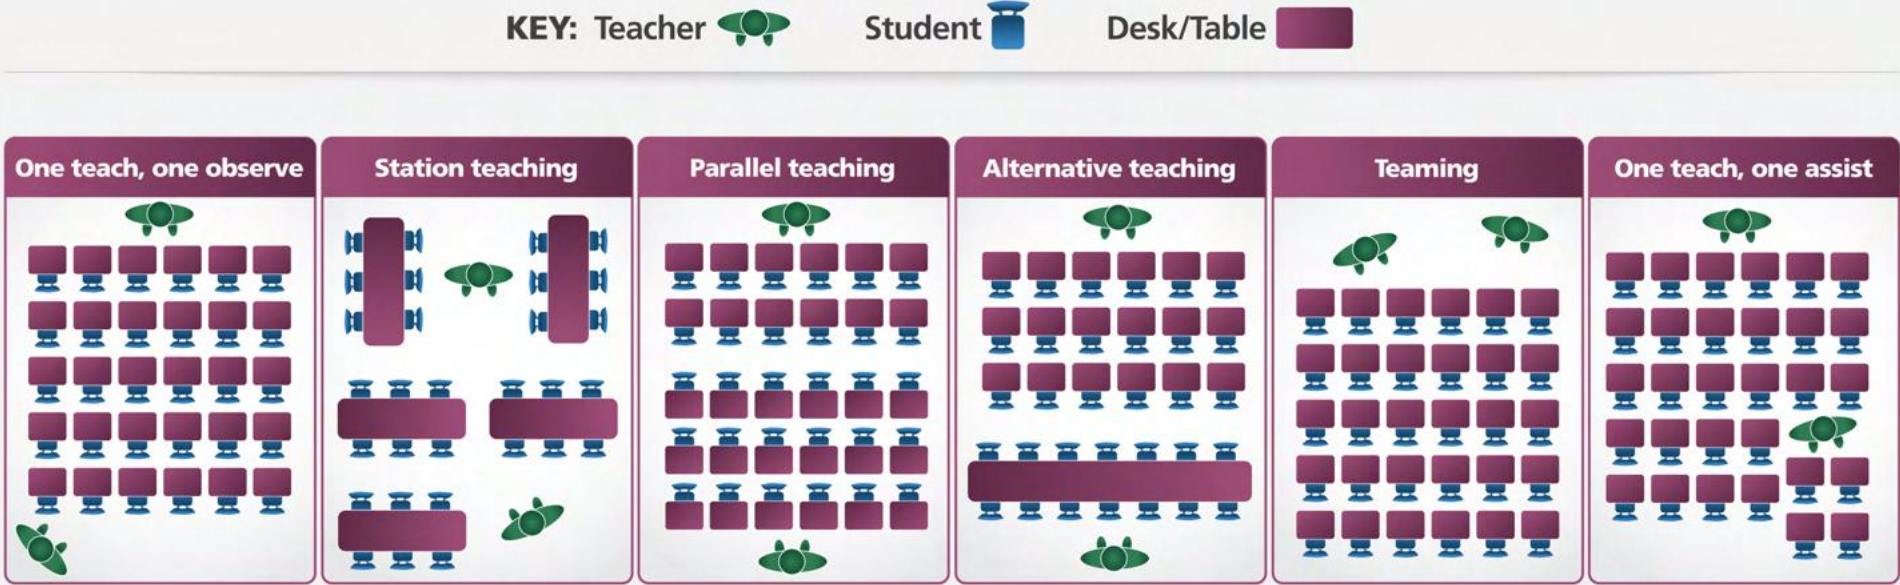 KEY: Teacher Student Desk/Table
One teach, one observe
Station teaching
Parallel teaching
Alternative teaching
Teaming
One teach, one assist